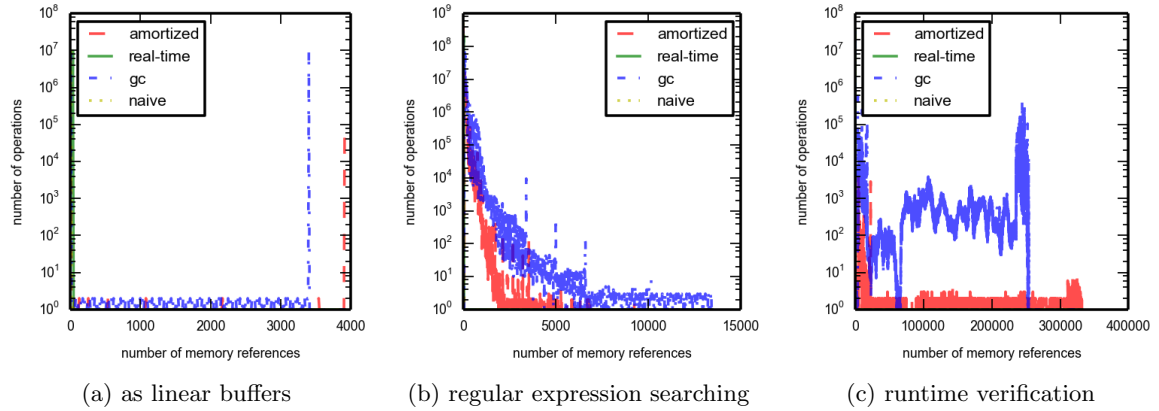 10^8
10^7
10^6
10^5
10^4
10^3
10^2
10^1
10^0
number of operations
amortized
real-time
gc
naive
0 1000 2000 3000 4000
number of memory references
(a) as linear buffers
10^9
10^8
10^7
10^6
10^5
10^4
10^3
10^2
10^1
10^0
number of operations
amortized
real-time
gc
naive
0 5000 10000 15000
number of memory references
(b) regular expression searching
10^8
10^7
10^6
10^5
10^4
10^3
10^2
10^1
10^0
number of operations
amortized
real-time
gc
naive
0 100000 200000 300000 400000
number of memory references
(c) runtime verification